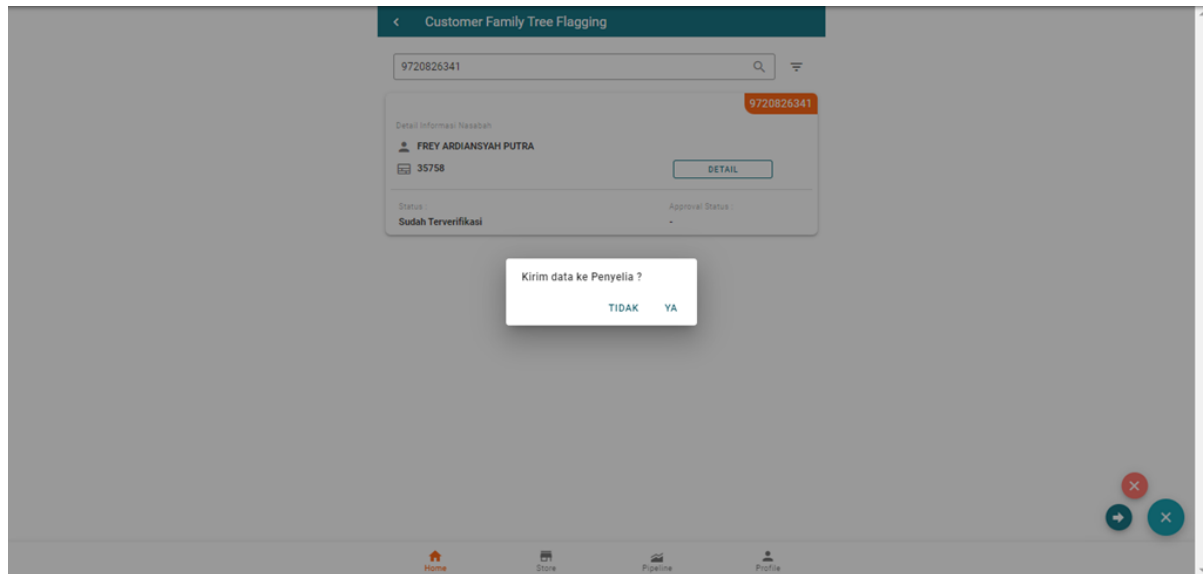 Customer Family Tree Flagging
9720826341
9720826341
Detail Informasi Nasabah
FREY ARDIANSYAH PUTRA
35758
DETAIL
Status :
Approval Status :
Sudah Terverifikasi
-
Kirim data ke Penyelia ?
TIDAK YA
Home Store Pipeline Profile